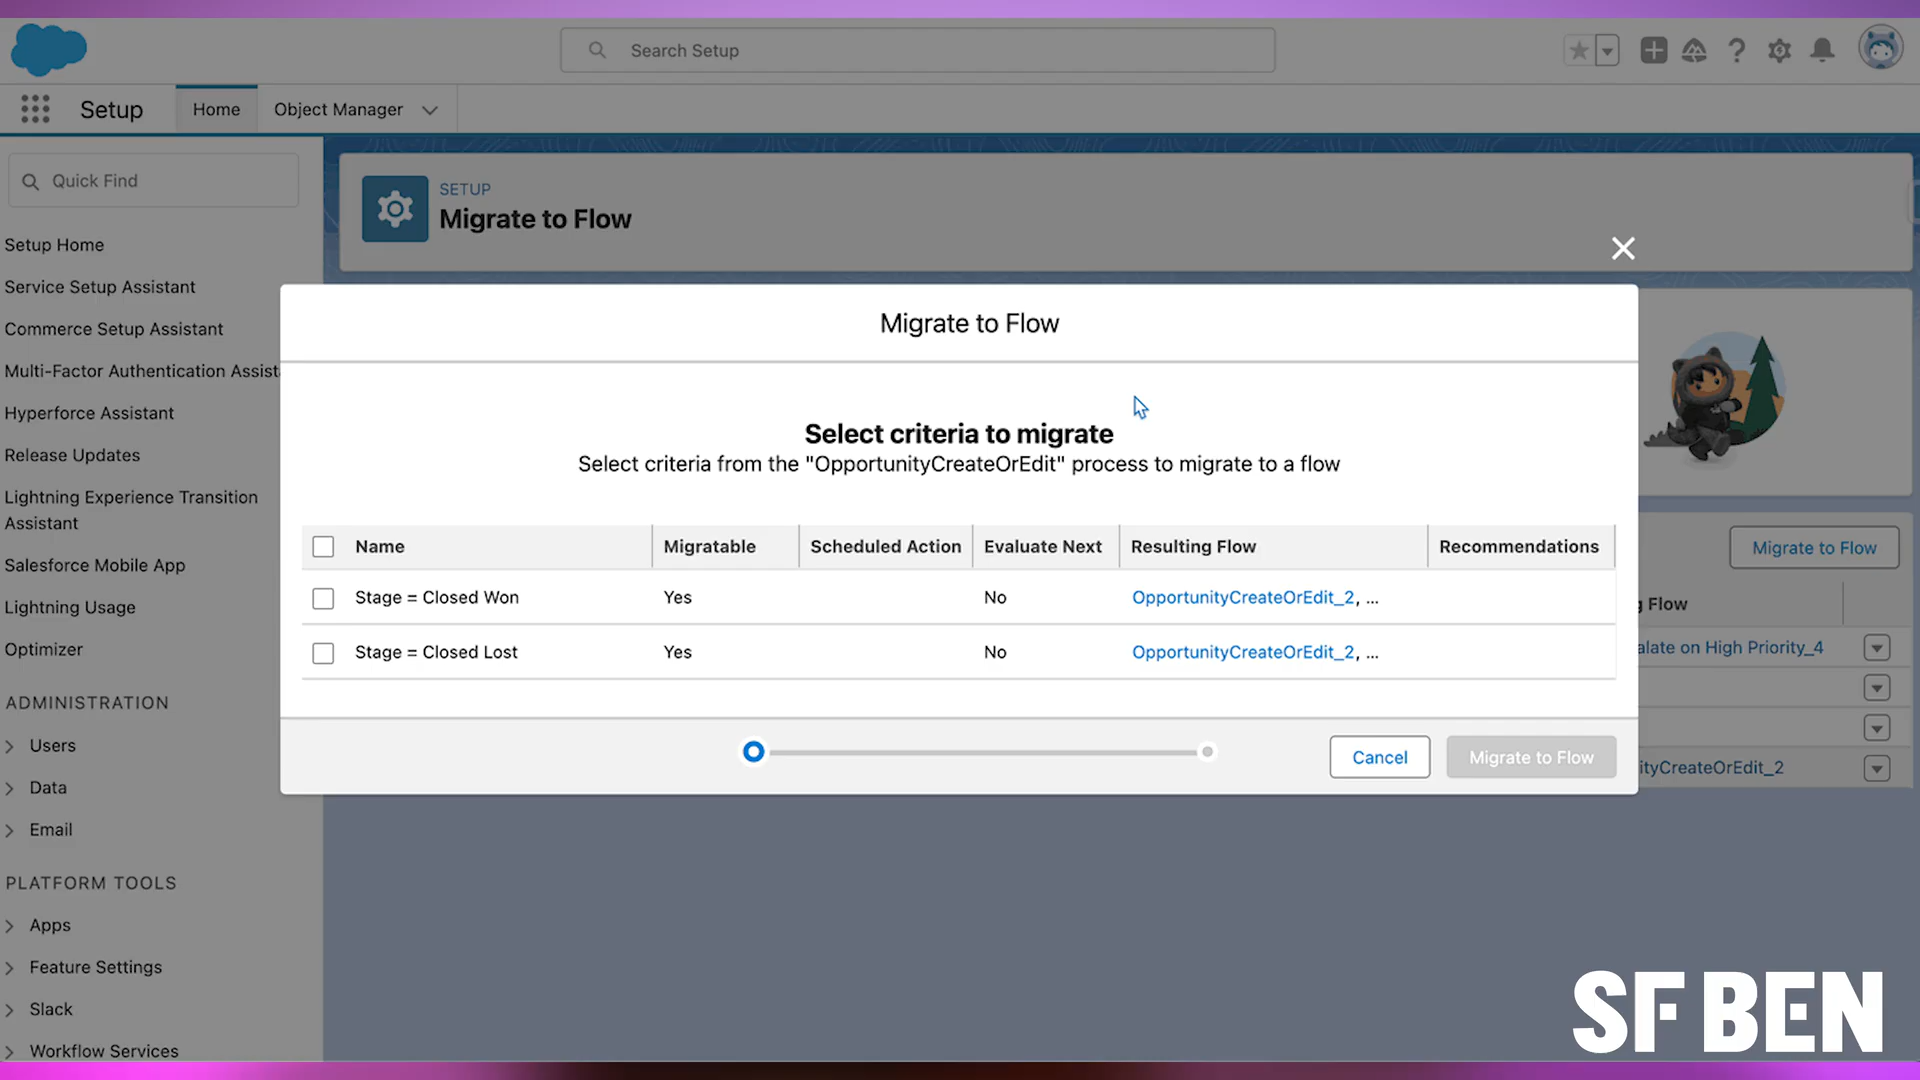 Search Setup
Setup
Home
Object Manager
Quick Find
Setup Home
Service Setup Assistant
Commerce Setup Assistant
Multi-Factor Authentication Assist
Hyperforce Assistant
Release Updates
Lightning Experience Transition
Assistant
Salesforce Mobile App
Lightning Usage
Optimizer
ADMINISTRATION
Users
Data
Email
PLATFORM TOOLS
Apps
Feature Settings
Slack
Workflow Services
SETUP
Migrate to Flow
Migrate to Flow
Select criteria to migrate
Select criteria from the "OpportunityCreateOrEdit" process to migrate to a flow
Name Migratable Scheduled Action Evaluate Next Resulting Flow Recommendations
Stage = Closed Won Yes No OpportunityCreateOrEdit_2, ...
Stage = Closed Lost Yes No OpportunityCreateOrEdit_2, ...
Cancel
Migrate to Flow
Migrate to Flow
Flow
alate on High Priority_4
ityCreateOrEdit_2
SF BEN